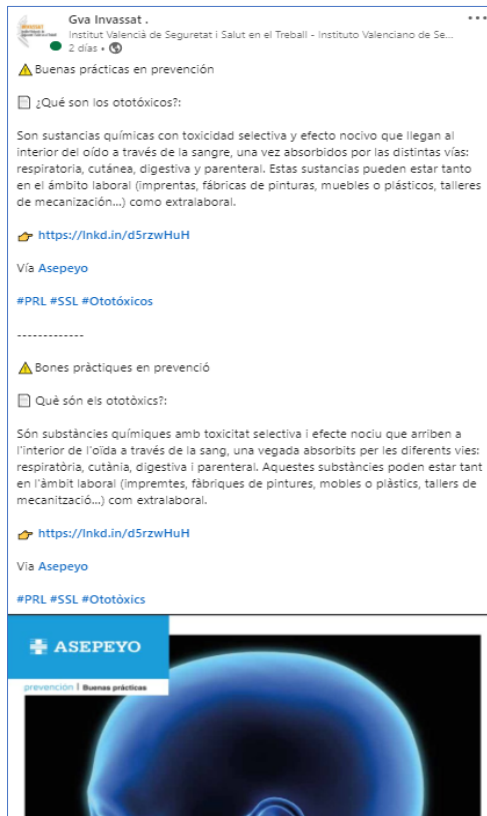 Gva Invassat .
Institut Valencià de Seguretat i Salut en el Treball - Instituto Valenciano de Se...
2 días •
Buenas prácticas en prevención
¿Qué son los ototóxicos?:
Son sustancias químicas con toxicidad selectiva y efecto nocivo que llegan al
interior del oído a través de la sangre, una vez absorbidos por las distintas vías:
respiratoria, cutánea, digestiva y parenteral. Estas sustancias pueden estar tanto
en el ámbito laboral (imprentas, fábricas de pinturas, muebles o plásticos, talleres
de mecanización...) como extralaboral.
https://lnkd.in/d5rzwHuH
Vía Asepeyo
#PRL #SSL #Ototóxicos
-------------
Bones pràctiques en prevenció
Què són els ototòxics?:
Són substàncies químiques amb toxicitat selectiva i efecte nociu que arriben a
l'interior de l'oïda a través de la sang, una vegada absorbits per les diferents vies:
respiratòria, cutània, digestiva i parenteral. Aquestes substàncies poden estar tant
en l'àmbit laboral (impremtes, fàbriques de pintures, mobles o plàstics, tallers de
mecanització...) com extralaboral.
https://lnkd.in/d5rzwHuH
Via Asepeyo
#PRL #SSL #Ototòxics
ASEPEYO
prevención | Buenas prácticas